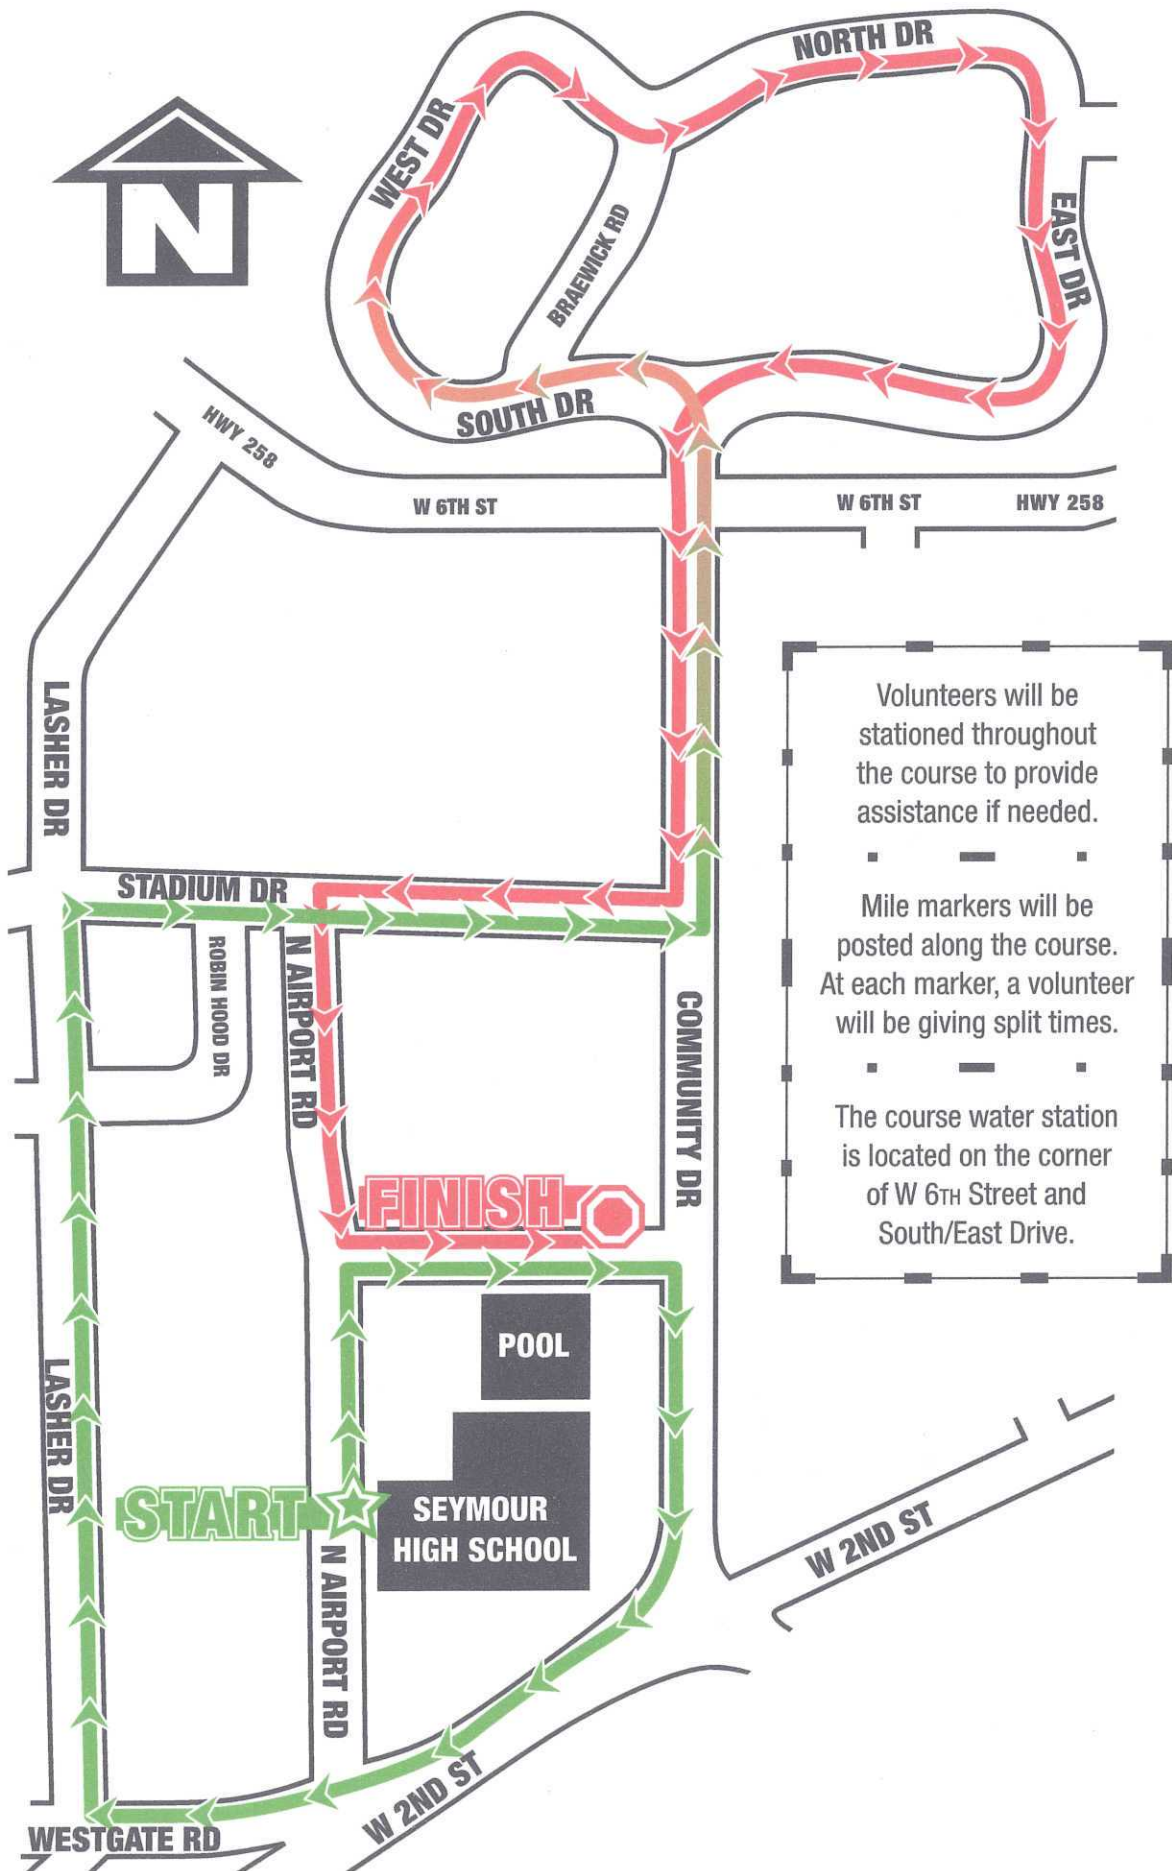 NORTH DR
WEST DR
N
EAST DR
BRAEWICK RD
SOUTH DR
HWY 258
W 6TH ST
W 6TH ST
HWY 258
LASHER DR
Volunteers will be
stationed throughout
the course to provide
assistance if needed.
Mile markers will be
posted along the course.
At each marker, a volunteer
will be giving split times.
The course water station
is located on the corner
of W 6TH Street and
South/East Drive.
STADIUM DR
ROBIN HOOD DR
N AIRPORT RD
COMMUNITY DR
FINISH
POOL
LASHER DR
START
SEYMOUR
HIGH SCHOOL
W 2ND ST
N AIRPORT RD
W 2ND ST
WESTGATE RD